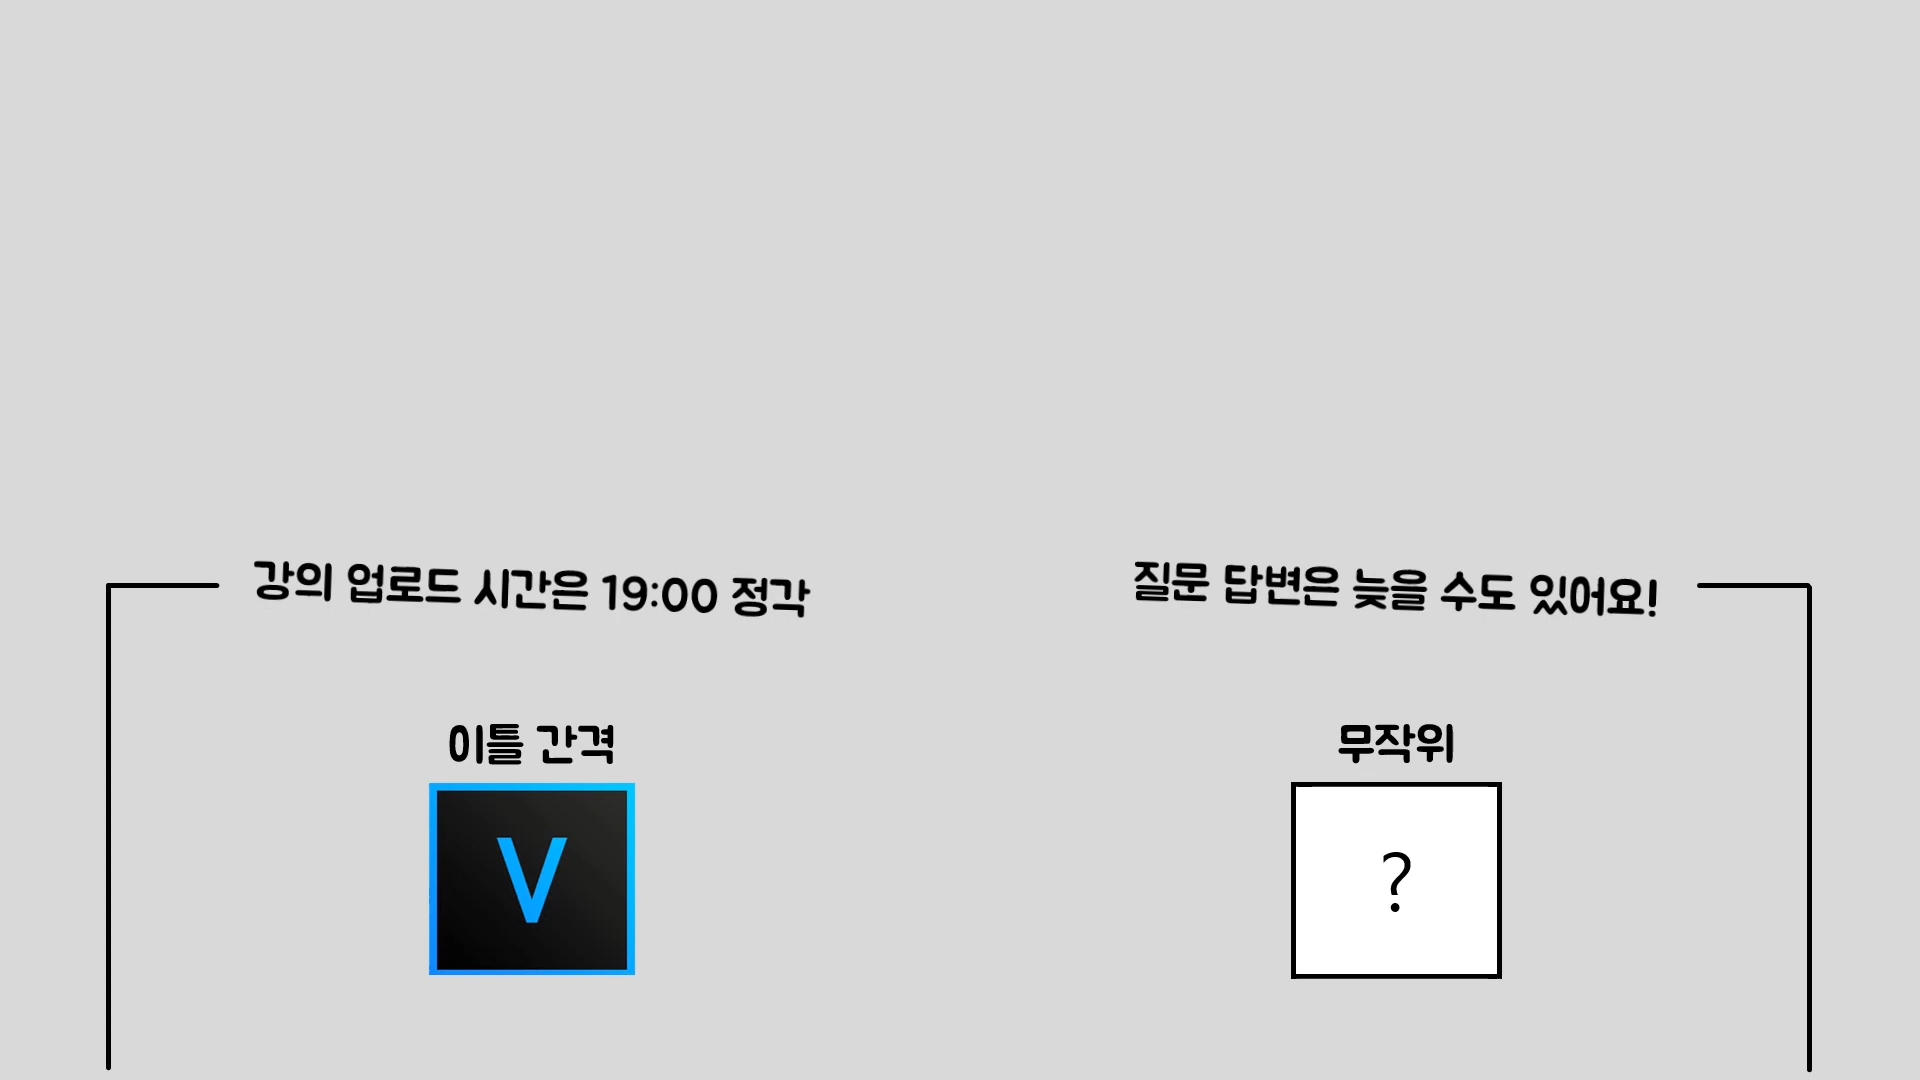 강의 업로드 시간은 19:00 정각
질문 답변은 늦을 수도 있어요!
이틀 간격
무작위
V
?